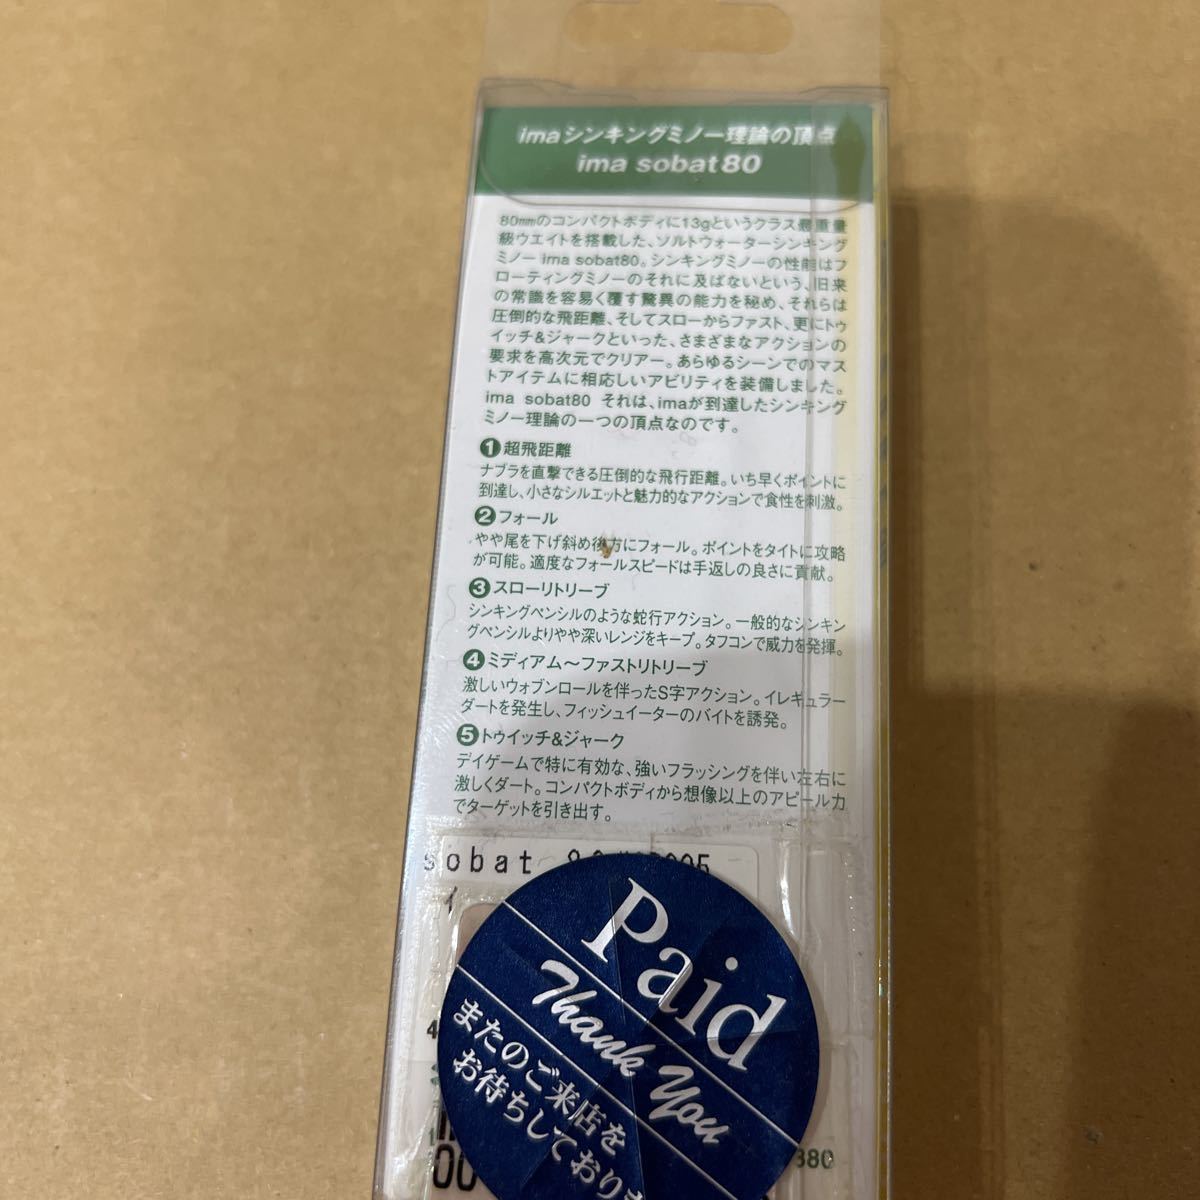 imaシンキングミノー理論の頂点
ima sobat80
80mmのコンパクトボディに13gというクラス最重量
級ウエイトを搭載した、ソルトウォーターシンキング
ミノー ima sobat80。シンキングミノーの性能はフ
ローティングミノーのそれに及ばないという、旧来
の常識を容易く覆す驚異の能力を秘め、それらは
圧倒的な飛距離、そしてスローからファスト、更にトゥ
イッチ&ジャークといった、さまざまなアクションの
要求を高次元でクリアー。あらゆるシーンでのマス
トアイテムに相応しいアビリティを装備しました。
ima sobat80 それは、imaが到達したシンキング
ミノー理論の一つの頂点なのです。
❶超飛距離
ナブラを直撃できる圧倒的な飛行距離。いち早くポイントに
到達し、小さなシルエットと魅力的なアクションで食性を刺激。
❷フォール
やや尾を下げ斜め後方にフォール。ポイントをタイトに攻略
が可能。適度なフォールスピードは手返しの良さに貢献。
❸スローリトリーブ
シンキングペンシルのような蛇行アクション。一般的なシンキン
グペンシルよりやや深いレンジをキープ。タフコンで威力を発揮。
❹ミディアム～ファストリトリーブ
激しいウォブンロールを伴ったS字アクション。イレギュラー
ダートを発生し、フィッシュイーターのバイトを誘発。
❺トゥイッチ&ジャーク
デイゲームで特に有効な、強いフラッシングを伴い左右に
激しくダート。コンパクトボディから想像以上のアピール力
でターゲットを引き出す。
sobat
Paid
Thank You
またのご来店を
お待ちしており
380